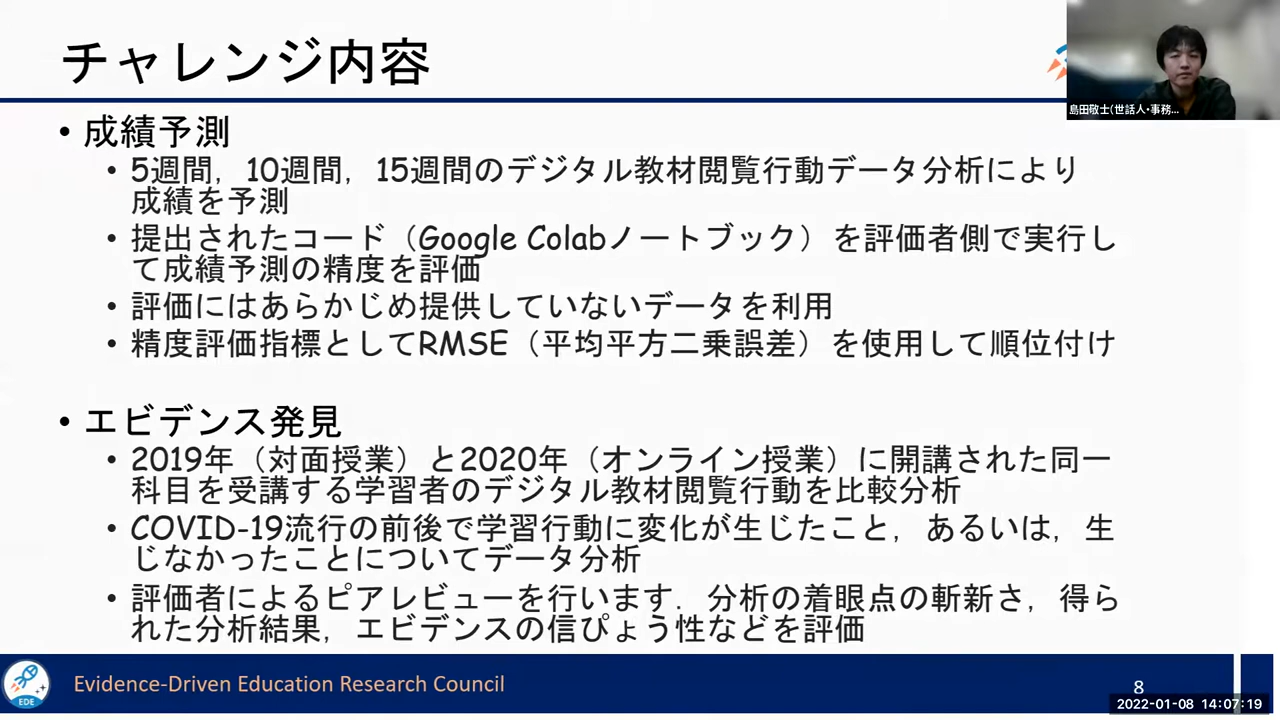 チャレンジ内容
島田敬士(世話人・事務...
• 成績予測
• 5週間，10週間，15週間のデジタル教材閲覧行動データ分析により
成績を予測
• 提出されたコード（Google Colabノートブック）を評価者側で実行し
て成績予測の精度を評価
• 評価にはあらかじめ提供していないデータを利用
• 精度評価指標としてRMSE（平均平方二乗誤差）を使用して順位付け
• エビデンス発見
• 2019年（対面授業）と2020年（オンライン授業）に開講された同一
科目を受講する学習者のデジタル教材閲覧行動を比較分析
• COVID-19流行の前後で学習行動に変化が生じたこと，あるいは，生
じなかったことについてデータ分析
• 評価者によるピアレビューを行います．分析の着眼点の斬新さ，得ら
れた分析結果，エビデンスの信ぴょう性などを評価
EDE
Evidence-Driven Education Research Council
8
2022-01-08 14:07:19